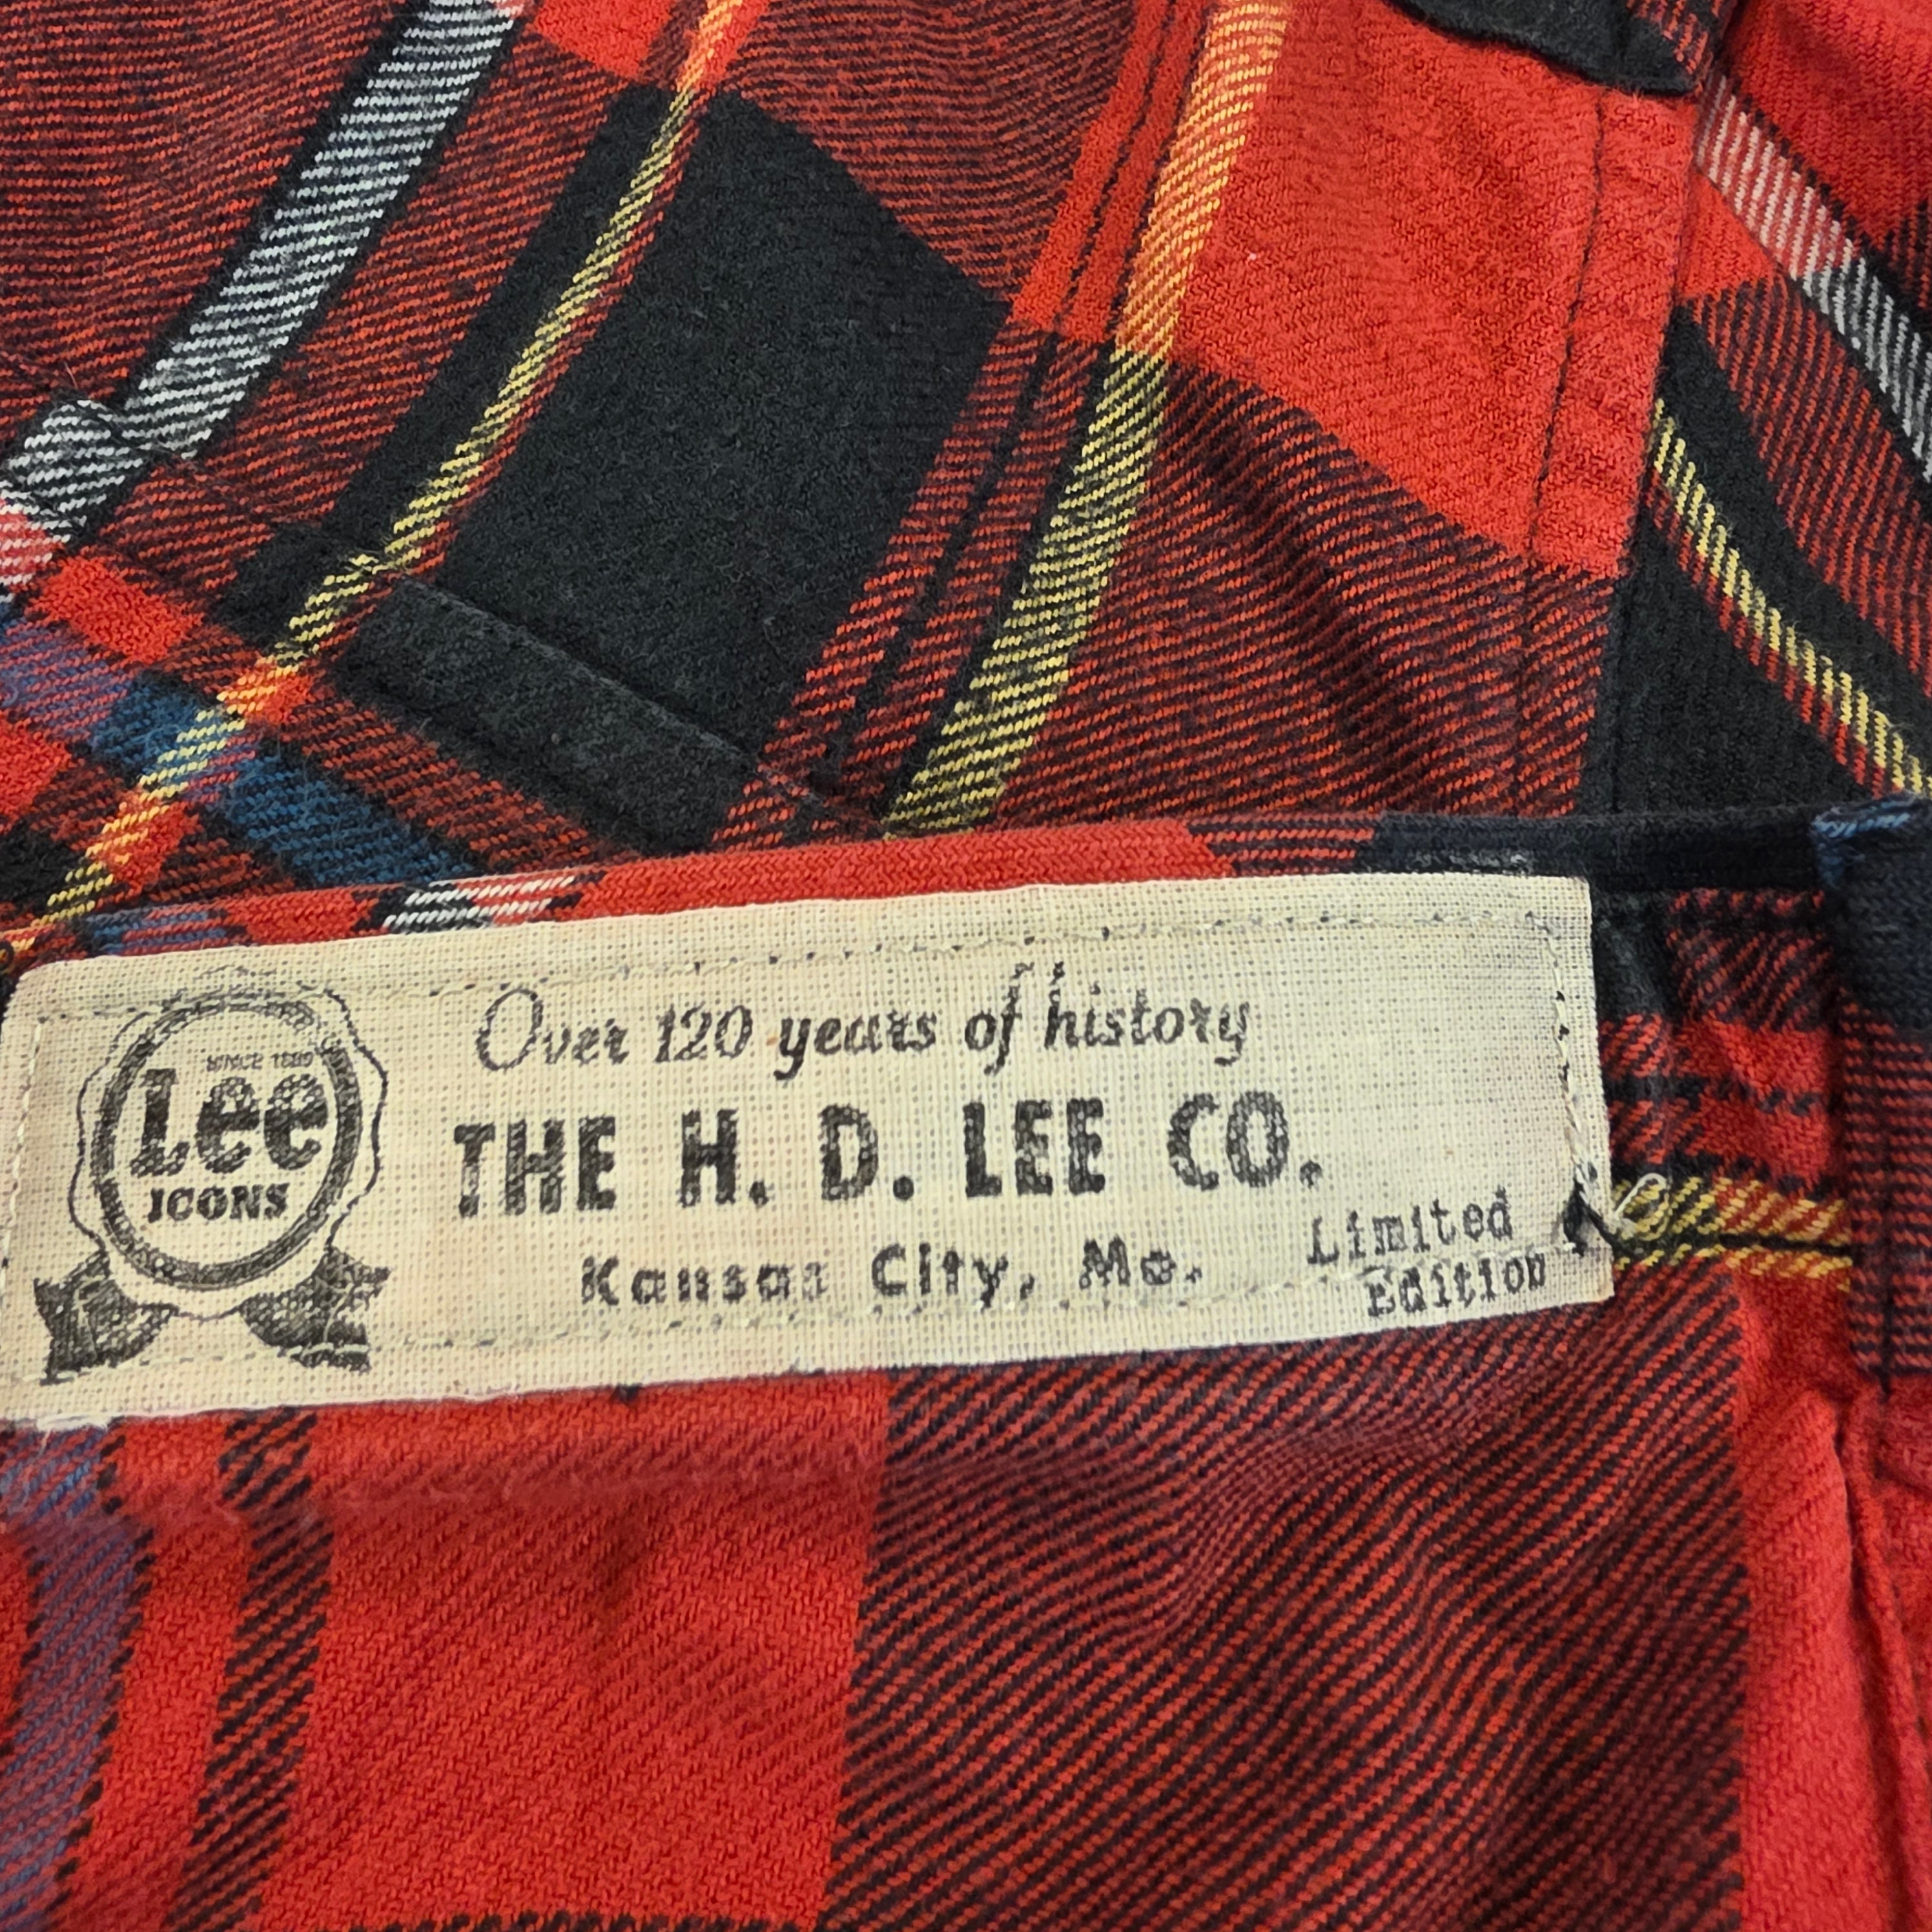 SINCE 1889
Lee
ICONS
Over 120 years of history
THE H. D. LEE CO.
Kansas City, Mo.
Limited
Edition